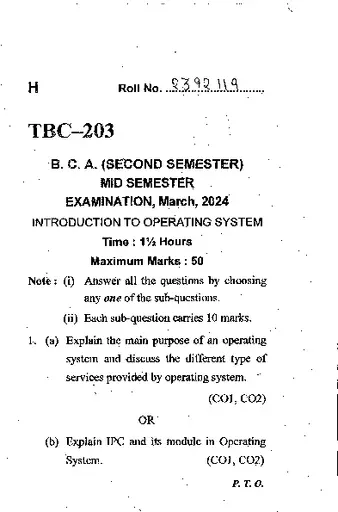 H Roll No. ..2392119........
TBC–203
B. C. A. (SECOND SEMESTER)
MID SEMESTER
EXAMINATION, March, 2024
INTRODUCTION TO OPERATING SYSTEM
Time : 1½ Hours
Maximum Marks : 50
Note : (i) Answer all the questions by choosing
any one of the sub-questions.
(ii) Each sub-question carries 10 marks.
1. (a) Explain the main purpose of an operating
system and discuss the different type of
services provided by operating system.
(CO1, CO2)
OR
(b) Explain IPC and its module in Operating
System. (CO1, CO2)
P. T. O.